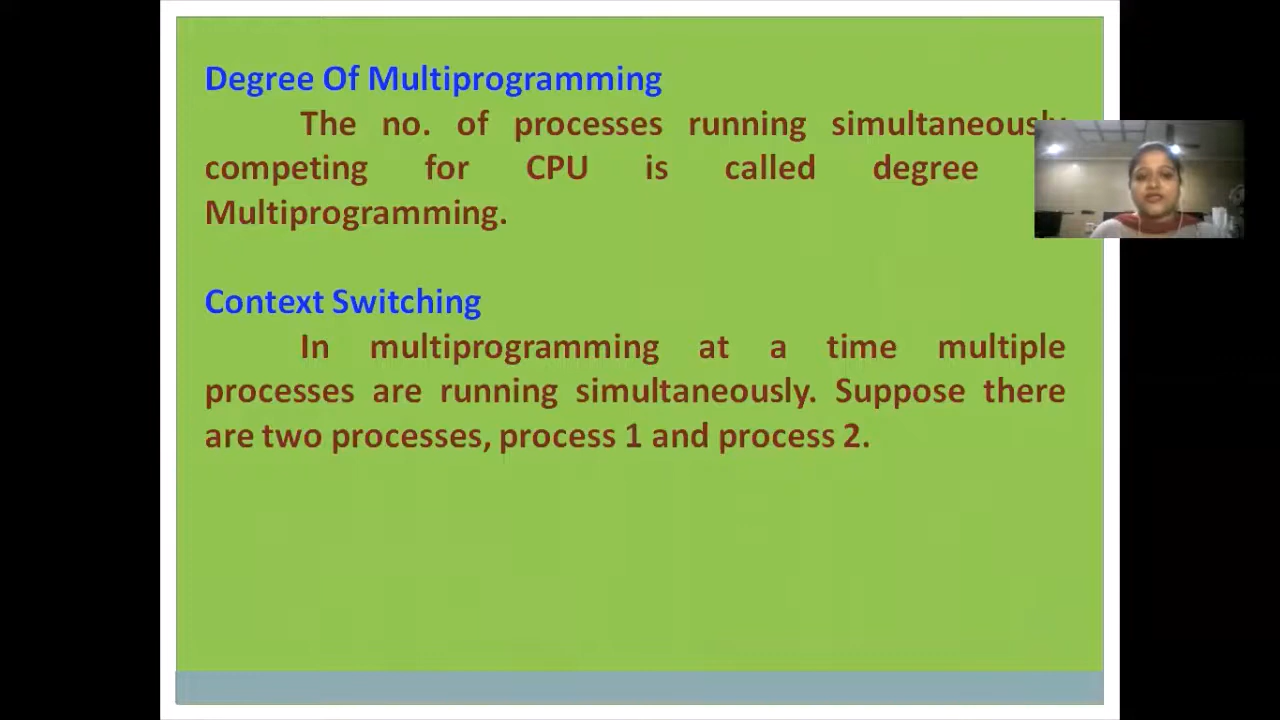 Degree Of Multiprogramming
The no. of processes running simultaneously
competing for CPU is called degree
Multiprogramming.
Context Switching
In multiprogramming at a time multiple
processes are running simultaneously. Suppose there
are two processes, process 1 and process 2.